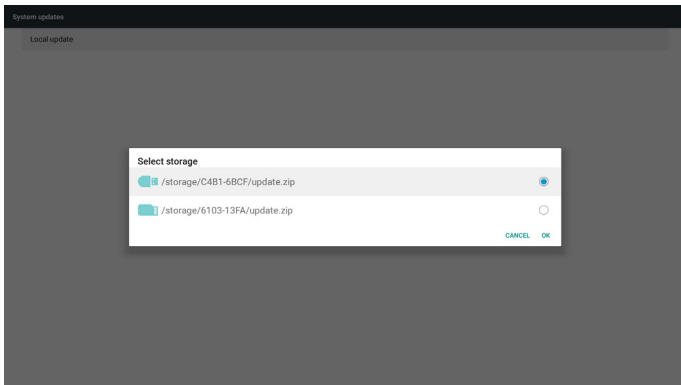 System updates
Local update
Select storage
/storage/C4B1-6BCF/update.zip
/storage/6103-13FA/update.zip
CANCEL OK